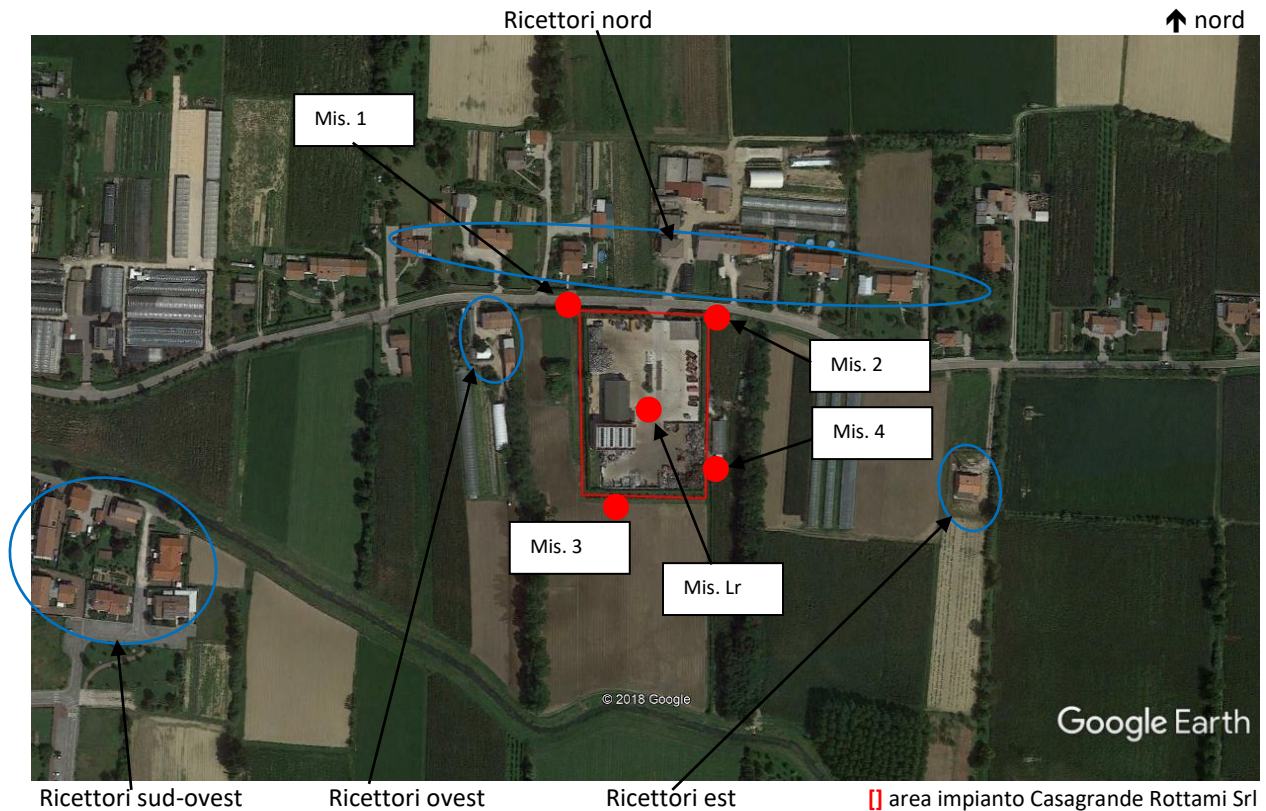 Ricettori nord
↑ nord
Mis. 1
Mis. 2
Mis. 4
Mis. 3
Mis. Lr
© 2018 Google
Google Earth
Ricettori sud-ovest
Ricettori ovest
Ricettori est
[] area impianto Casagrande Rottami Srl